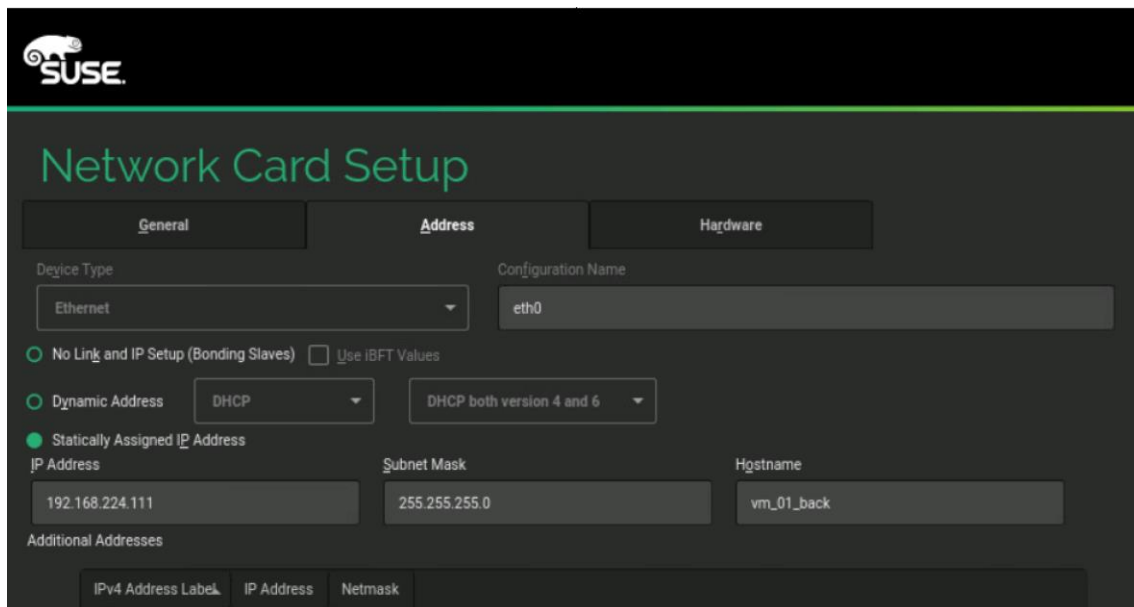 SUSE.
Network Card Setup
General Address Hardware
Device Type Configuration Name
Ethernet eth0
No Link and IP Setup (Bonding Slaves) Use iBFT Values
Dynamic Address DHCP DHCP both version 4 and 6
Statically Assigned IP Address
IP Address Subnet Mask Hostname
192.168.224.111 255.255.255.0 vm_01_back
Additional Addresses
IPv4 Address Label IP Address Netmask